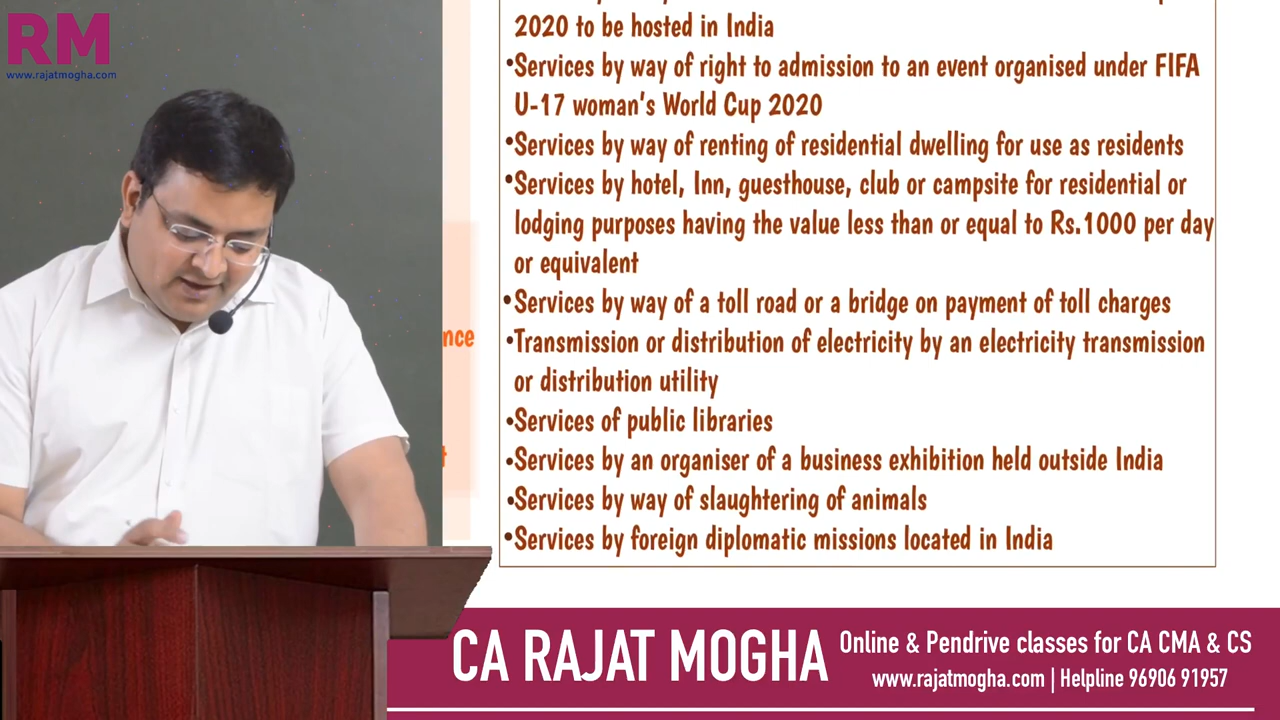 RM
www.rajatmogha.com
2020 to be hosted in India
•Services by way of right to admission to an event organised under FIFA
U-17 woman's World Cup 2020
•Services by way of renting of residential dwelling for use as residents
•Services by hotel, Inn, guesthouse, club or campsite for residential or
lodging purposes having the value less than or equal to Rs.1000 per day
or equivalent
•Services by way of a toll road or a bridge on payment of toll charges
•Transmission or distribution of electricity by an electricity transmission
or distribution utility
•Services of public libraries
•Services by an organiser of a business exhibition held outside India
•Services by way of slaughtering of animals
•Services by foreign diplomatic missions located in India
nce
CA RAJAT MOGHA
Online & Pendrive classes for CA CMA & CS
www.rajatmogha.com | Helpline 96906 91957